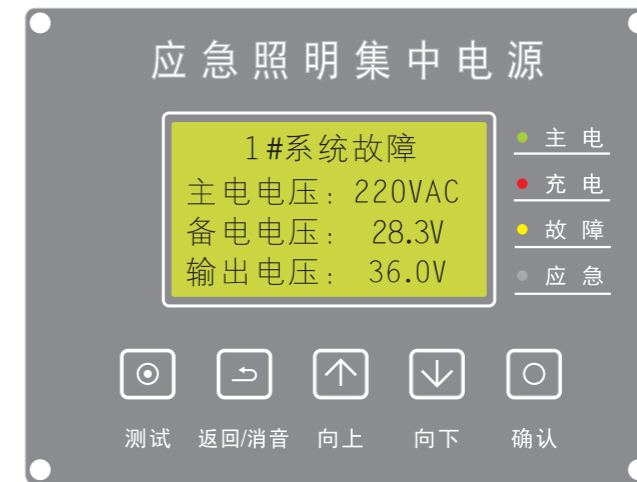 应急照明集中电源
1#系统故障
主电电压: 220VAC
备电电压: 28.3V
输出电压: 36.0V
主电
充电
故障
应急
测试 返回/消音 向上 向下 确认